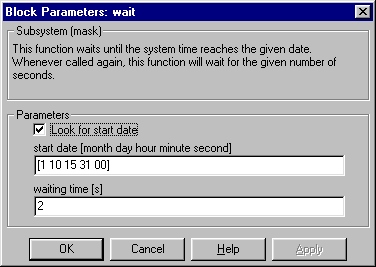 Block Parameters: wait
Subsystem (mask)
This function waits until the system time reaches the given date.
Whenever called again, this function will wait for the given number of
seconds.
Parameters
Look for start date
start date [month day hour minute second]
[1 10 15 31 00]
waiting time [s]
2
OK Cancel Help Apply